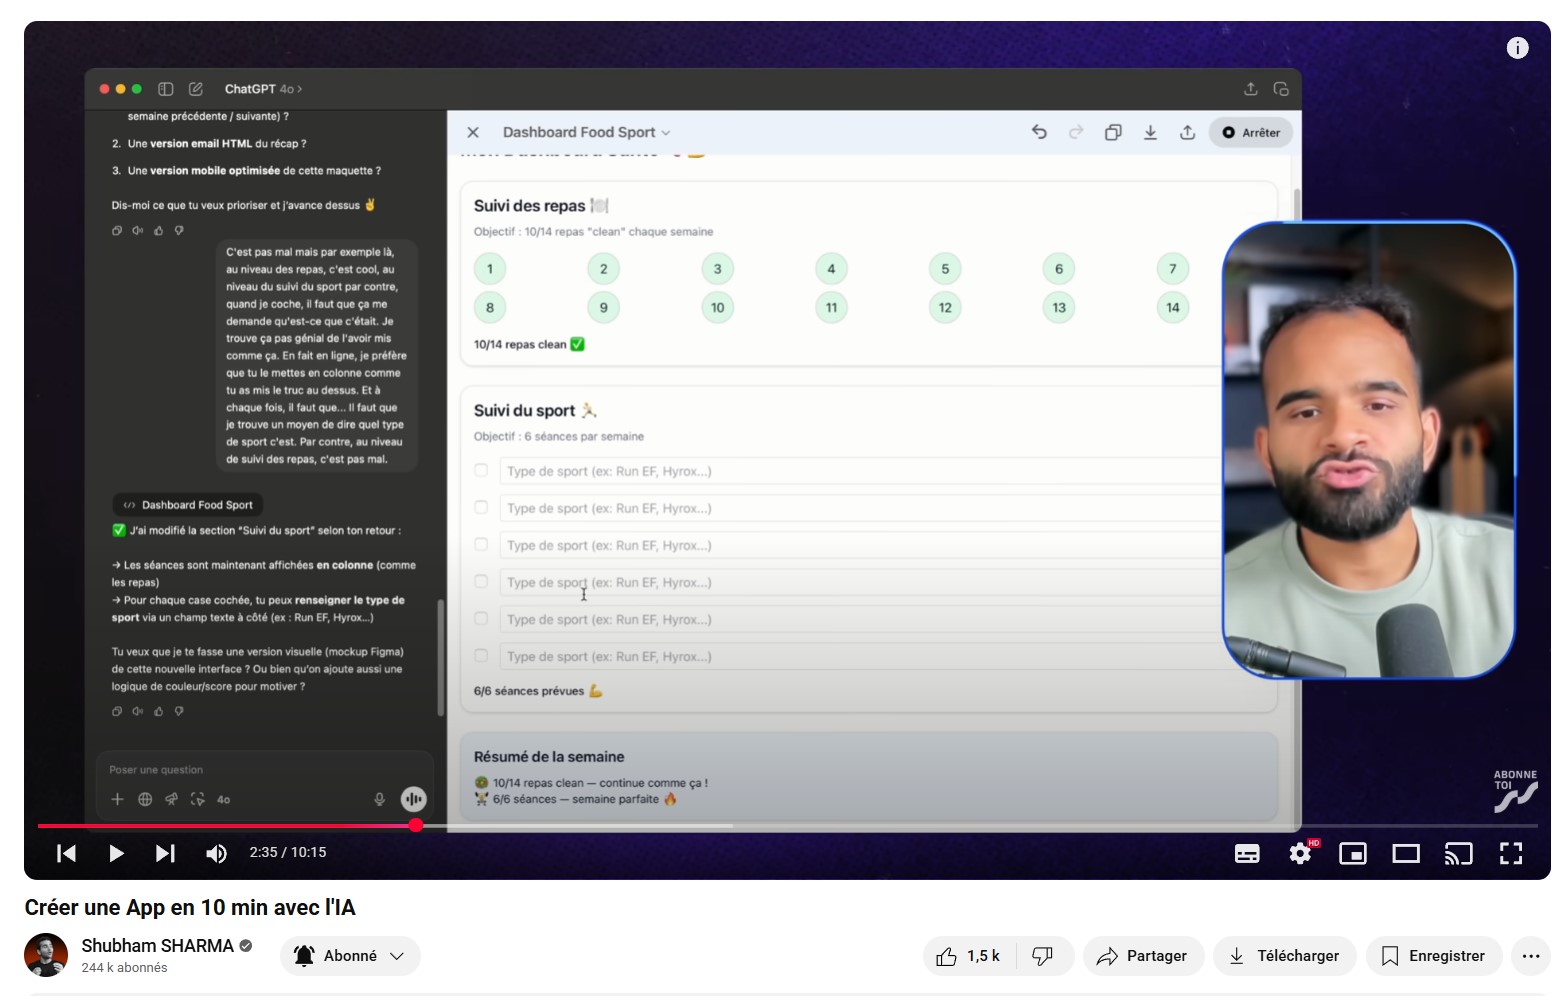 ChatGPT 4o >
semaine précédente / suivante) ?
2. Une version email HTML du récap ?
3. Une version mobile optimisée de cette maquette ?
Dis-moi ce que tu veux prioriser et j'avance dessus ✌️
C'est pas mal mais par exemple là,
au niveau des repas, c'est cool, au
niveau du suivi du sport par contre,
quand je coche, il faut que ça me
demande qu'est-ce que c'était. Je
trouve ça pas génial de l'avoir mis
comme ça. En fait en ligne, je préfère
que tu le mettes en colonne comme
tu as mis le truc au dessus. Et à
chaque fois, il faut que... Il faut que
je trouve un moyen de dire quel type
de sport c'est. Par contre, au niveau
de suivi des repas, c'est pas mal.
Dashboard Food Sport
✅ J'ai modifié la section "Suivi du sport" selon ton retour :
→ Les séances sont maintenant affichées en colonne (comme
les repas)
→ Pour chaque case cochée, tu peux renseigner le type de
sport via un champ texte à côté (ex : Run EF, Hyrox...)
Tu veux que je te fasse une version visuelle (mockup Figma)
de cette nouvelle interface ? Ou bien qu'on ajoute aussi une
logique de couleur/score pour motiver ?
Poser une question
4o
Dashboard Food Sport
Arrêter
Mon Dashboard Santé
Suivi des repas 🍽️
Objectif : 10/14 repas "clean" chaque semaine
1 2 3 4 5 6 7
8 9 10 11 12 13 14
10/14 repas clean ✅
Suivi du sport 🏃
Objectif : 6 séances par semaine
Type de sport (ex: Run EF, Hyrox...)
Type de sport (ex: Run EF, Hyrox...)
Type de sport (ex: Run EF, Hyrox...)
Type de sport (ex: Run EF, Hyrox...)
Type de sport (ex: Run EF, Hyrox...)
Type de sport (ex: Run EF, Hyrox...)
6/6 séances prévues 💪
Résumé de la semaine
🥗 10/14 repas clean — continue comme ça !
🏋️ 6/6 séances — semaine parfaite 🔥
ABONNE
TOI
2:35 / 10:15
HD
Créer une App en 10 min avec l'IA
Shubham SHARMA
244 k abonnés
Abonné
1,5 k
Partager
Télécharger
Enregistrer